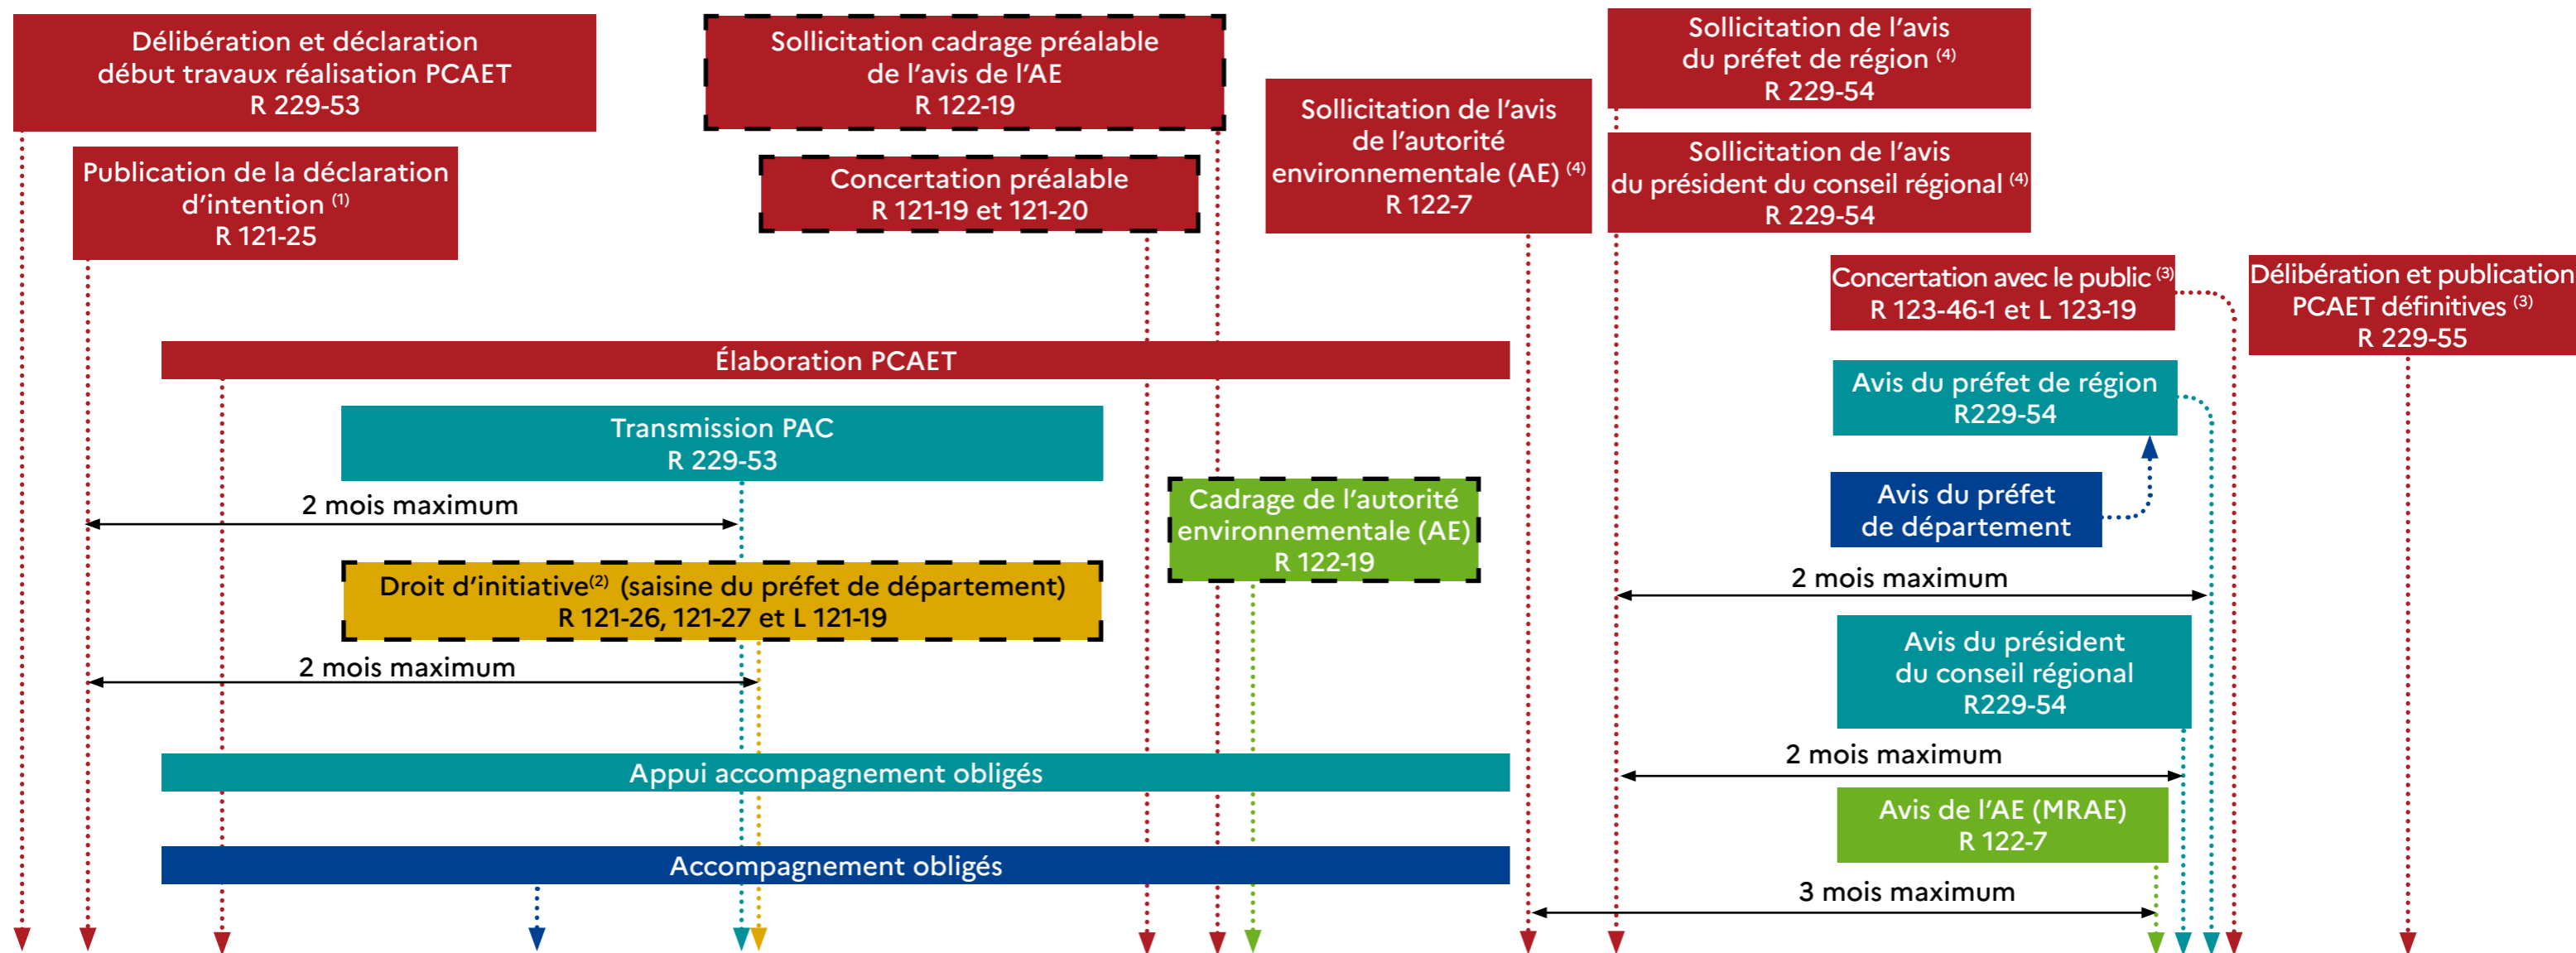 Délibération et déclaration
début travaux réalisation PCAET
R 229-53
Publication de la déclaration
d'intention (1)
R 121-25
Sollicitation cadrage préalable
de l'avis de l'AE
R 122-19
Concertation préalable
R 121-19 et 121-20
Sollicitation de l'avis
de l'autorité
environnementale (AE) (4)
R 122-7
Sollicitation de l'avis
du préfet de région (4)
R 229-54
Sollicitation de l'avis
du président du conseil régional (4)
R 229-54
Concertation avec le public (3)
R 123-46-1 et L 123-19
Délibération et publication
PCAET définitives (3)
R 229-55
Élaboration PCAET
Transmission PAC
R 229-53
2 mois maximum
Droit d'initiative(2) (saisine du préfet de département)
R 121-26, 121-27 et L 121-19
2 mois maximum
Cadrage de l'autorité
environnementale (AE)
R 122-19
Avis du préfet de région
R229-54
Avis du préfet
de département
2 mois maximum
Avis du président
du conseil régional
R229-54
2 mois maximum
Appui accompagnement obligés
Avis de l'AE (MRAE)
R 122-7
Accompagnement obligés
3 mois maximum